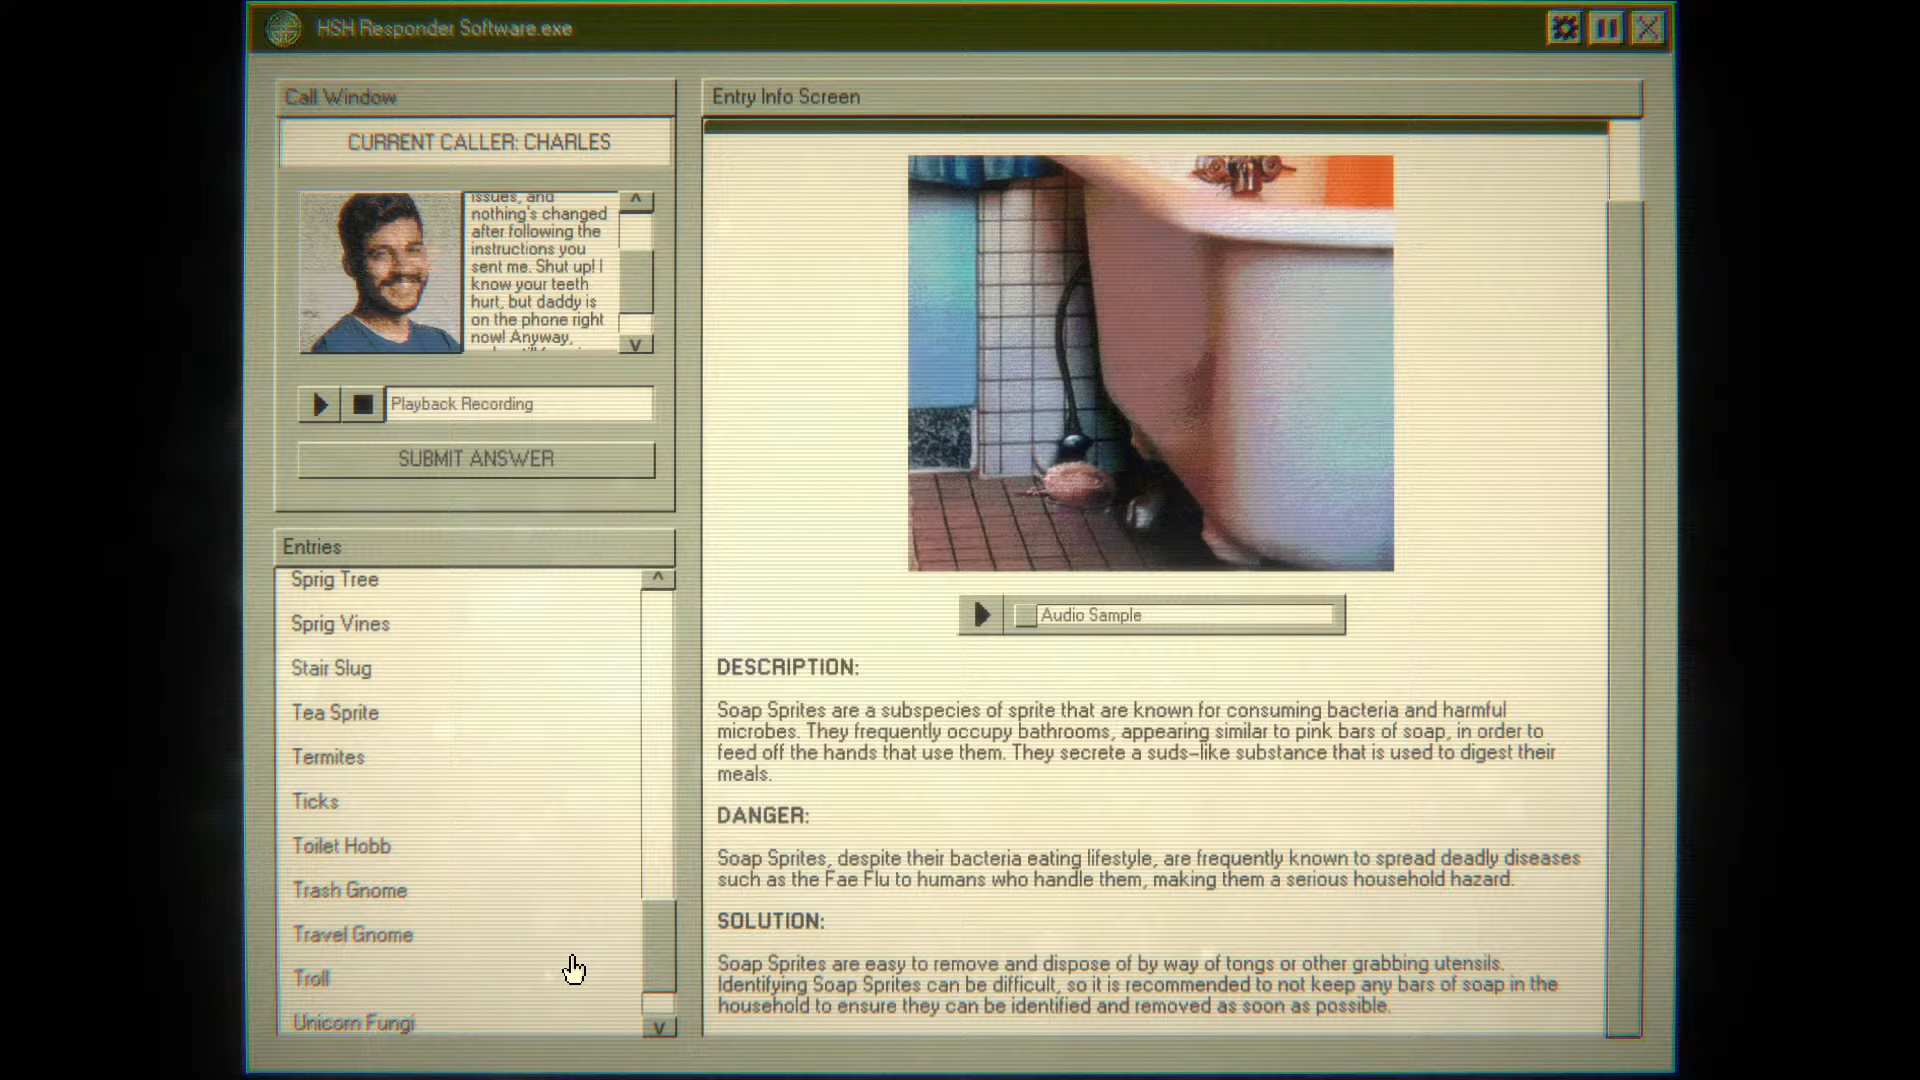 HSH Responder Software.exe
Call Window
CURRENT CALLER: CHARLES
issues, and
nothing's changed
after following the
instructions you
sent me. Shut up! I
know your teeth
hurt, but daddy is
on the phone right
now! Anyway,
Playback Recording
SUBMIT ANSWER
Entries
Sprig Tree
Sprig Vines
Stair Slug
Tea Sprite
Termites
Ticks
Toilet Hobb
Trash Gnome
Travel Gnome
Troll
Unicorn Fungi
Entry Info Screen
Audio Sample
DESCRIPTION:
Soap Sprites are a subspecies of sprite that are known for consuming bacteria and harmful
microbes. They frequently occupy bathrooms, appearing similar to pink bars of soap, in order to
feed off the hands that use them. They secrete a suds-like substance that is used to digest their
meals.
DANGER:
Soap Sprites, despite their bacteria eating lifestyle, are frequently known to spread deadly diseases
such as the Fae Flu to humans who handle them, making them a serious household hazard.
SOLUTION:
Soap Sprites are easy to remove and dispose of by way of tongs or other grabbing utensils.
Identifying Soap Sprites can be difficult, so it is recommended to not keep any bars of soap in the
household to ensure they can be identified and removed as soon as possible.